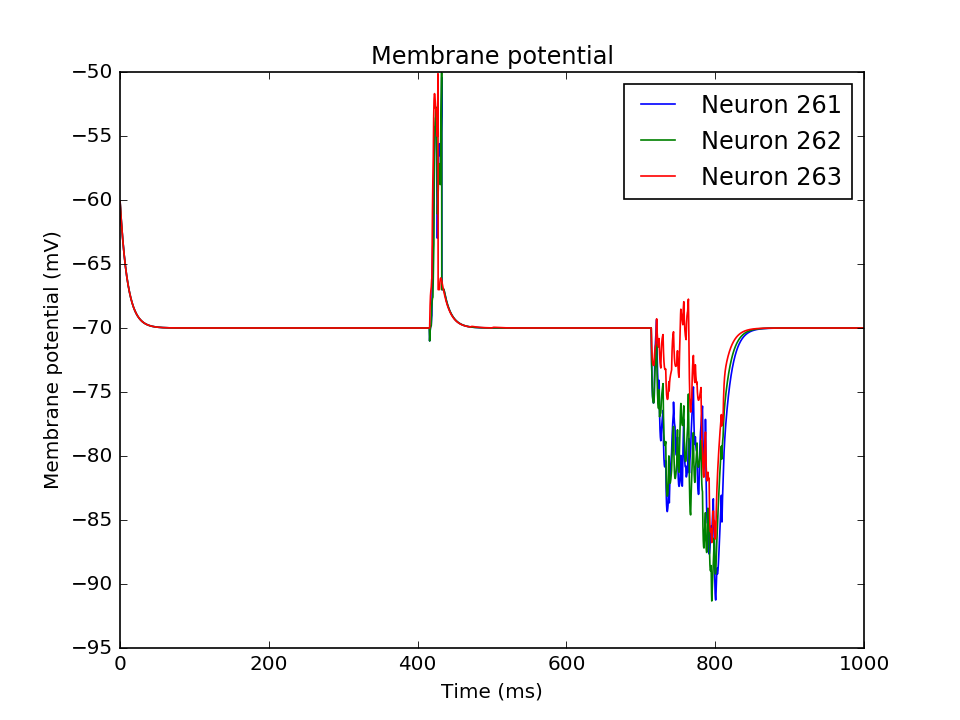 Membrane potential
−50
−55
−60
−65
−70
−75
−80
−85
−90
−95
Membrane potential (mV)
Neuron 261
Neuron 262
Neuron 263
0 200 400 600 800 1000
Time (ms)